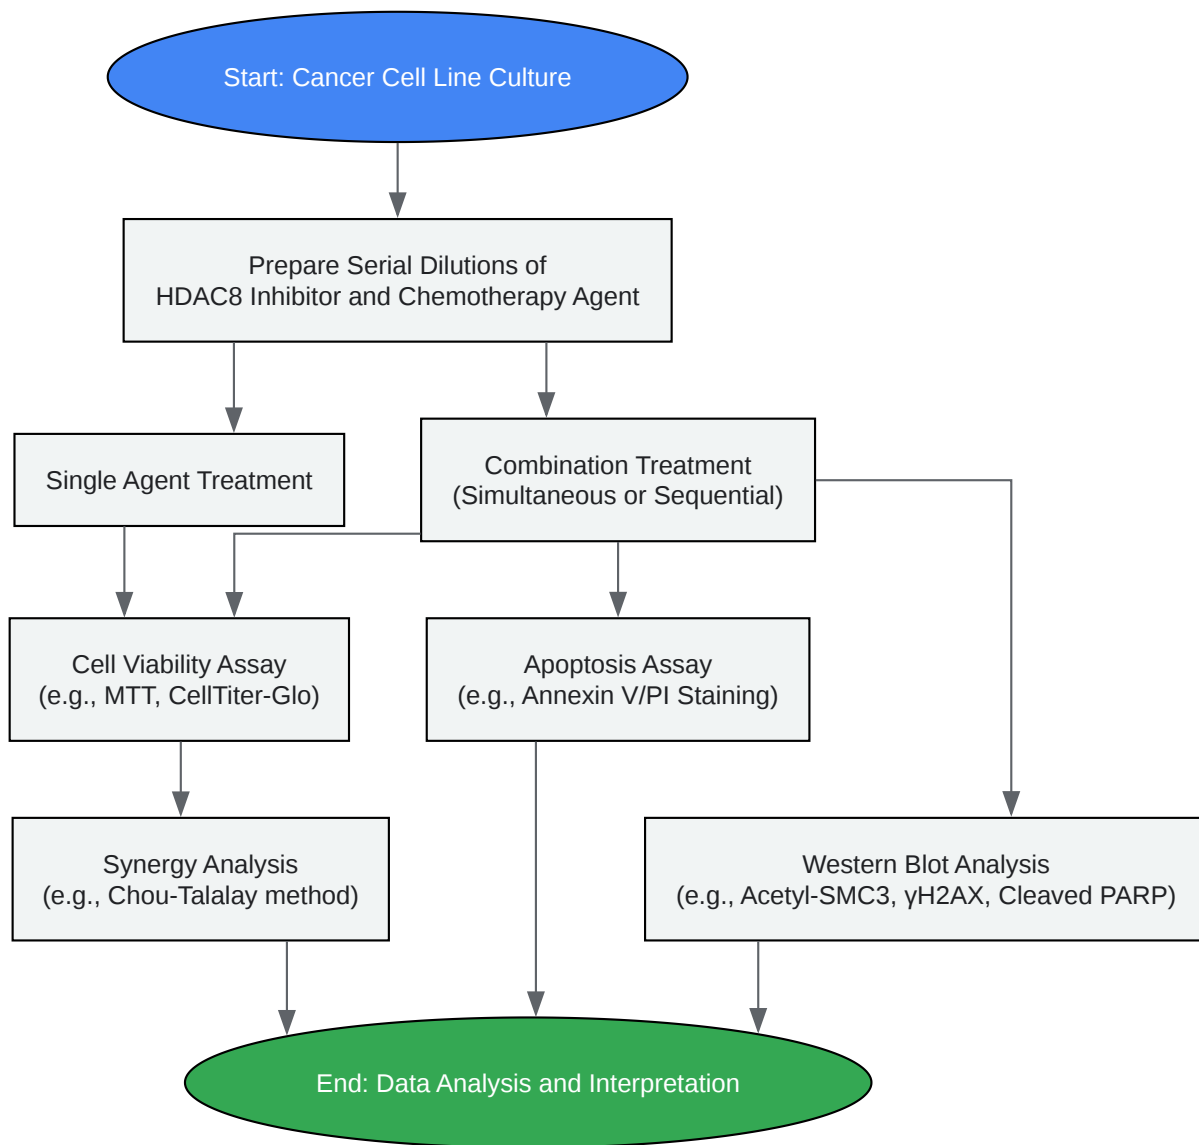 Start: Cancer Cell Line Culture
Prepare Serial Dilutions of
HDAC8 Inhibitor and Chemotherapy Agent
Single Agent Treatment
Combination Treatment
(Simultaneous or Sequential)
Cell Viability Assay
(e.g., MTT, CellTiter-Glo)
Apoptosis Assay
(e.g., Annexin V/PI Staining)
Synergy Analysis
(e.g., Chou-Talalay method)
Western Blot Analysis
(e.g., Acetyl-SMC3, γH2AX, Cleaved PARP)
End: Data Analysis and Interpretation